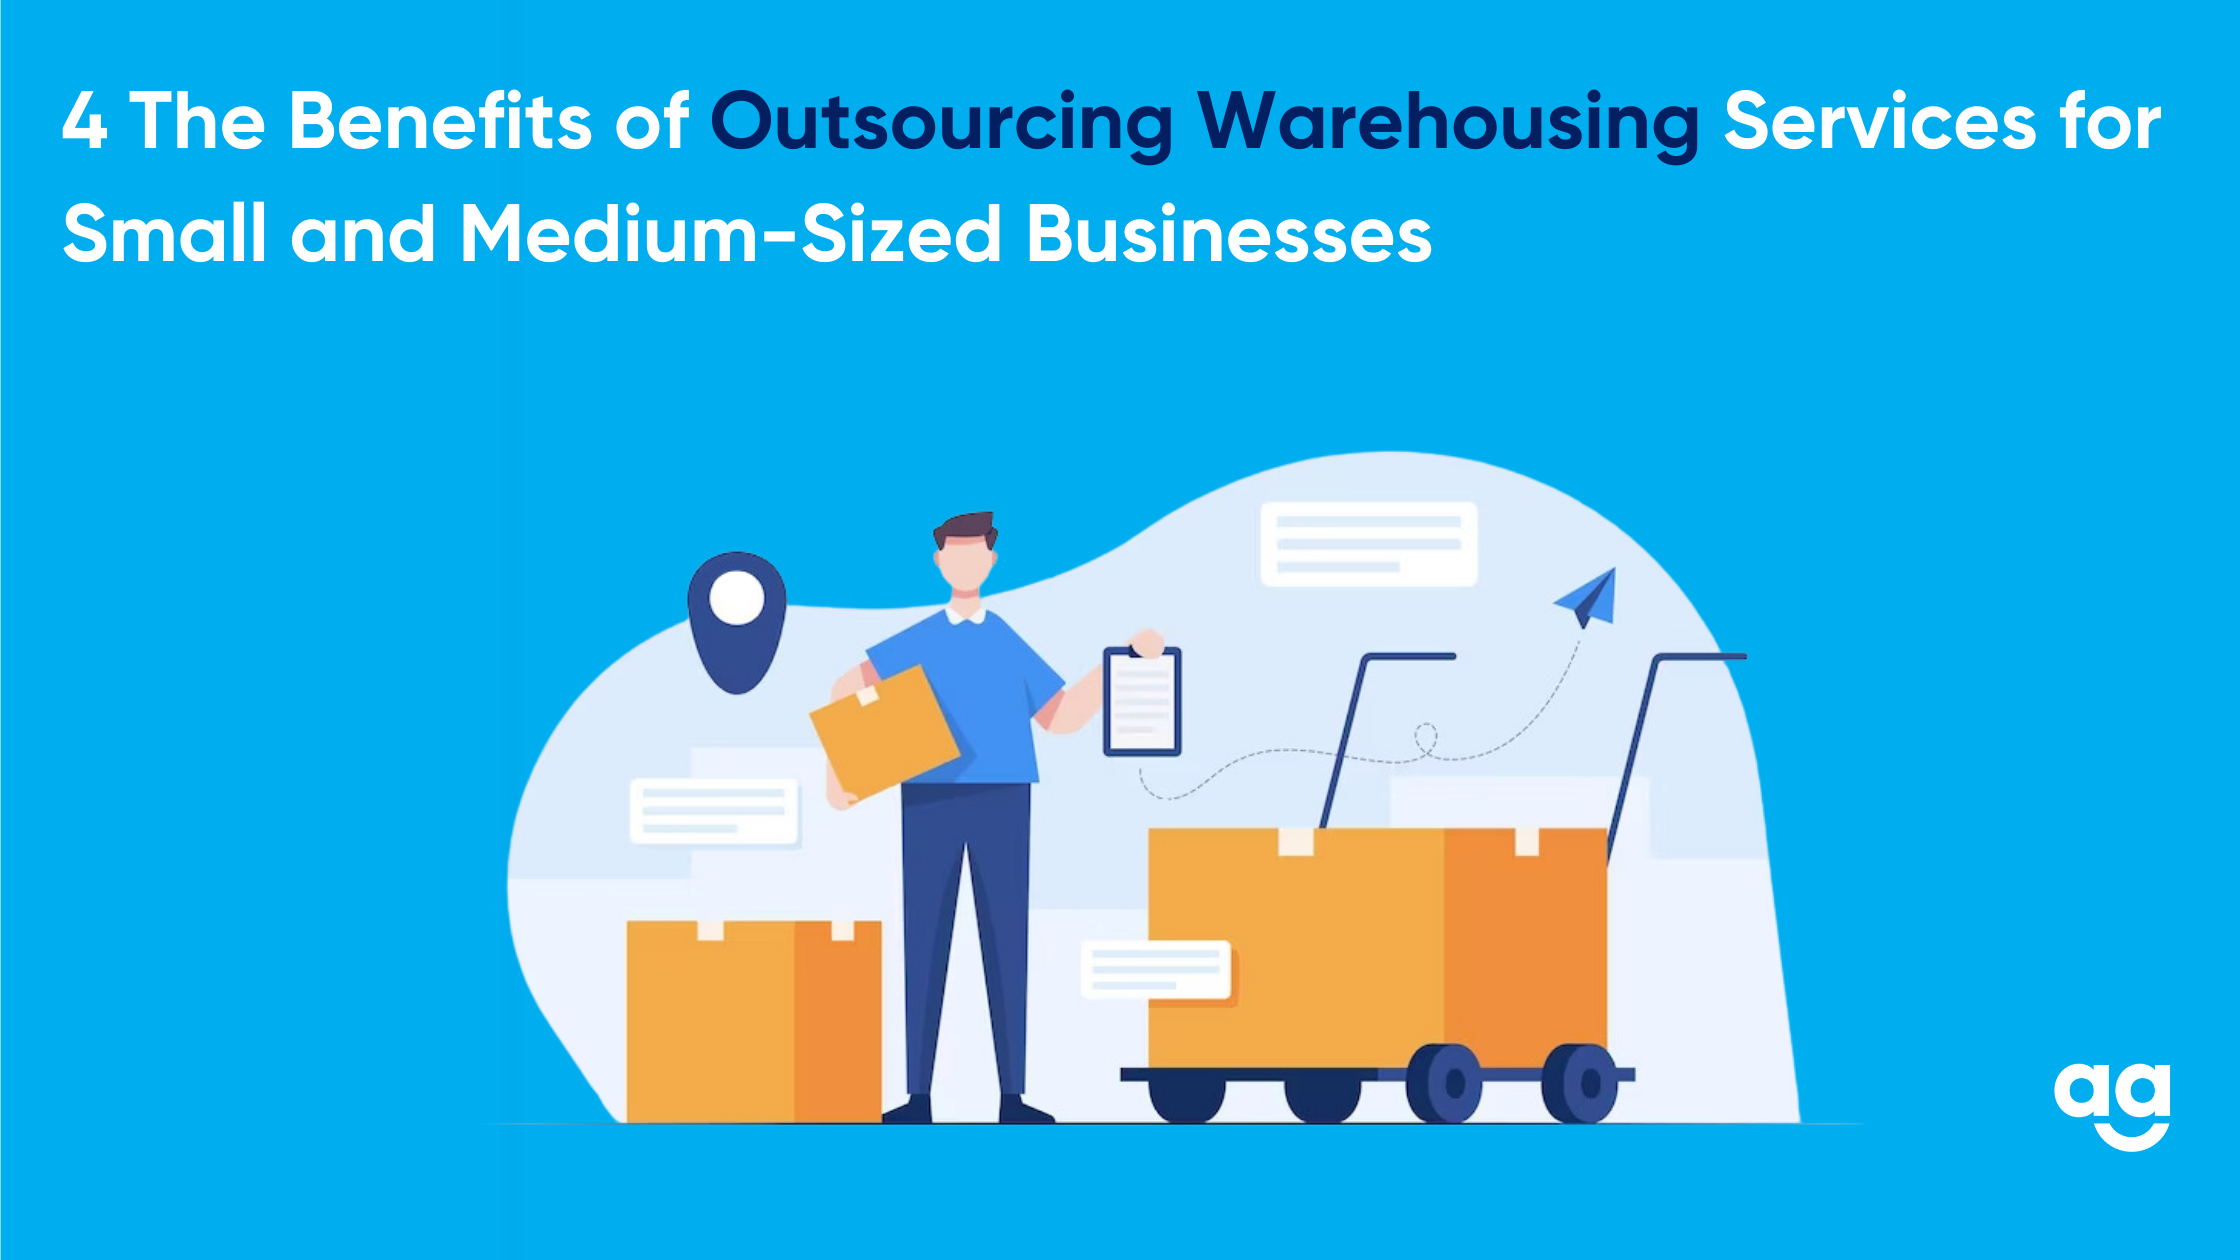 4 The Benefits of Outsourcing Warehousing Services for
Small and Medium-Sized Businesses
ag